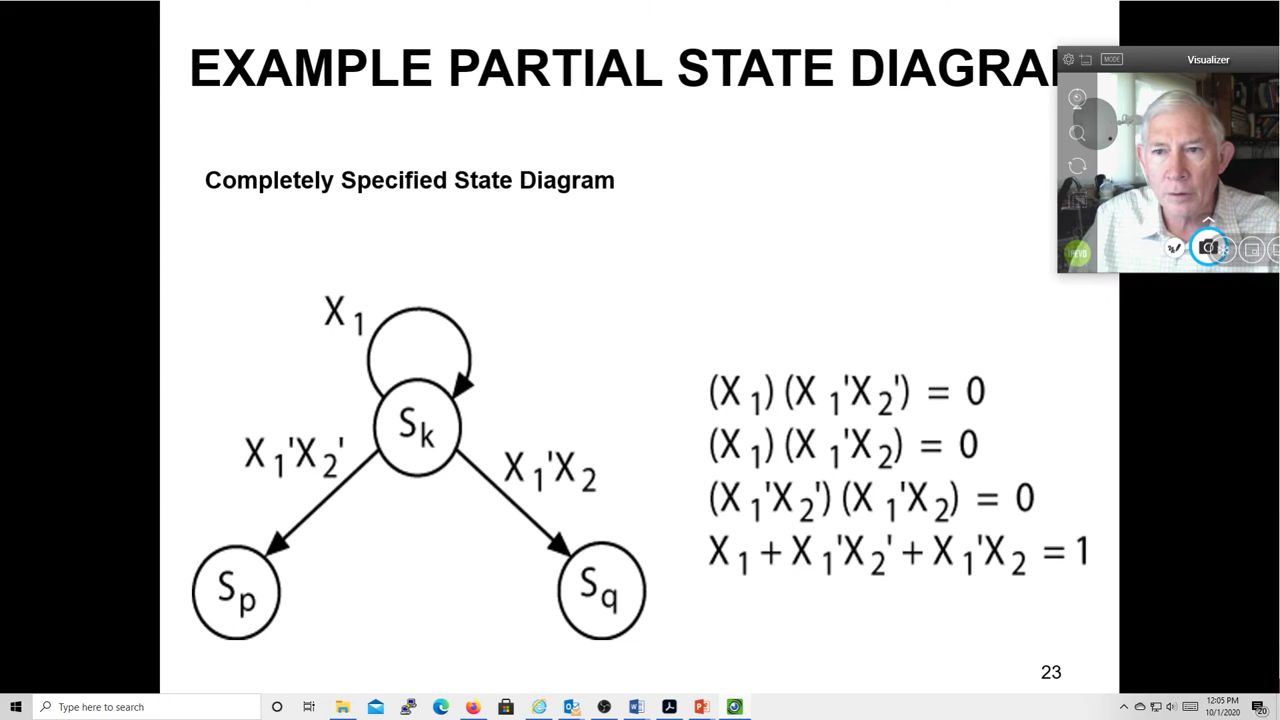 EXAMPLE PARTIAL STATE DIAGRA
MODE
Visualizer
Completely Specified State Diagram
X₁
Sₖ
X₁'X₂'
X₁'X₂
Sₚ
S_q
(X₁)(X₁'X₂') = 0
(X₁)(X₁'X₂) = 0
(X₁'X₂')(X₁'X₂) = 0
X₁ + X₁'X₂' + X₁'X₂ = 1
23
Type here to search
12:05 PM
10/1/2020
20